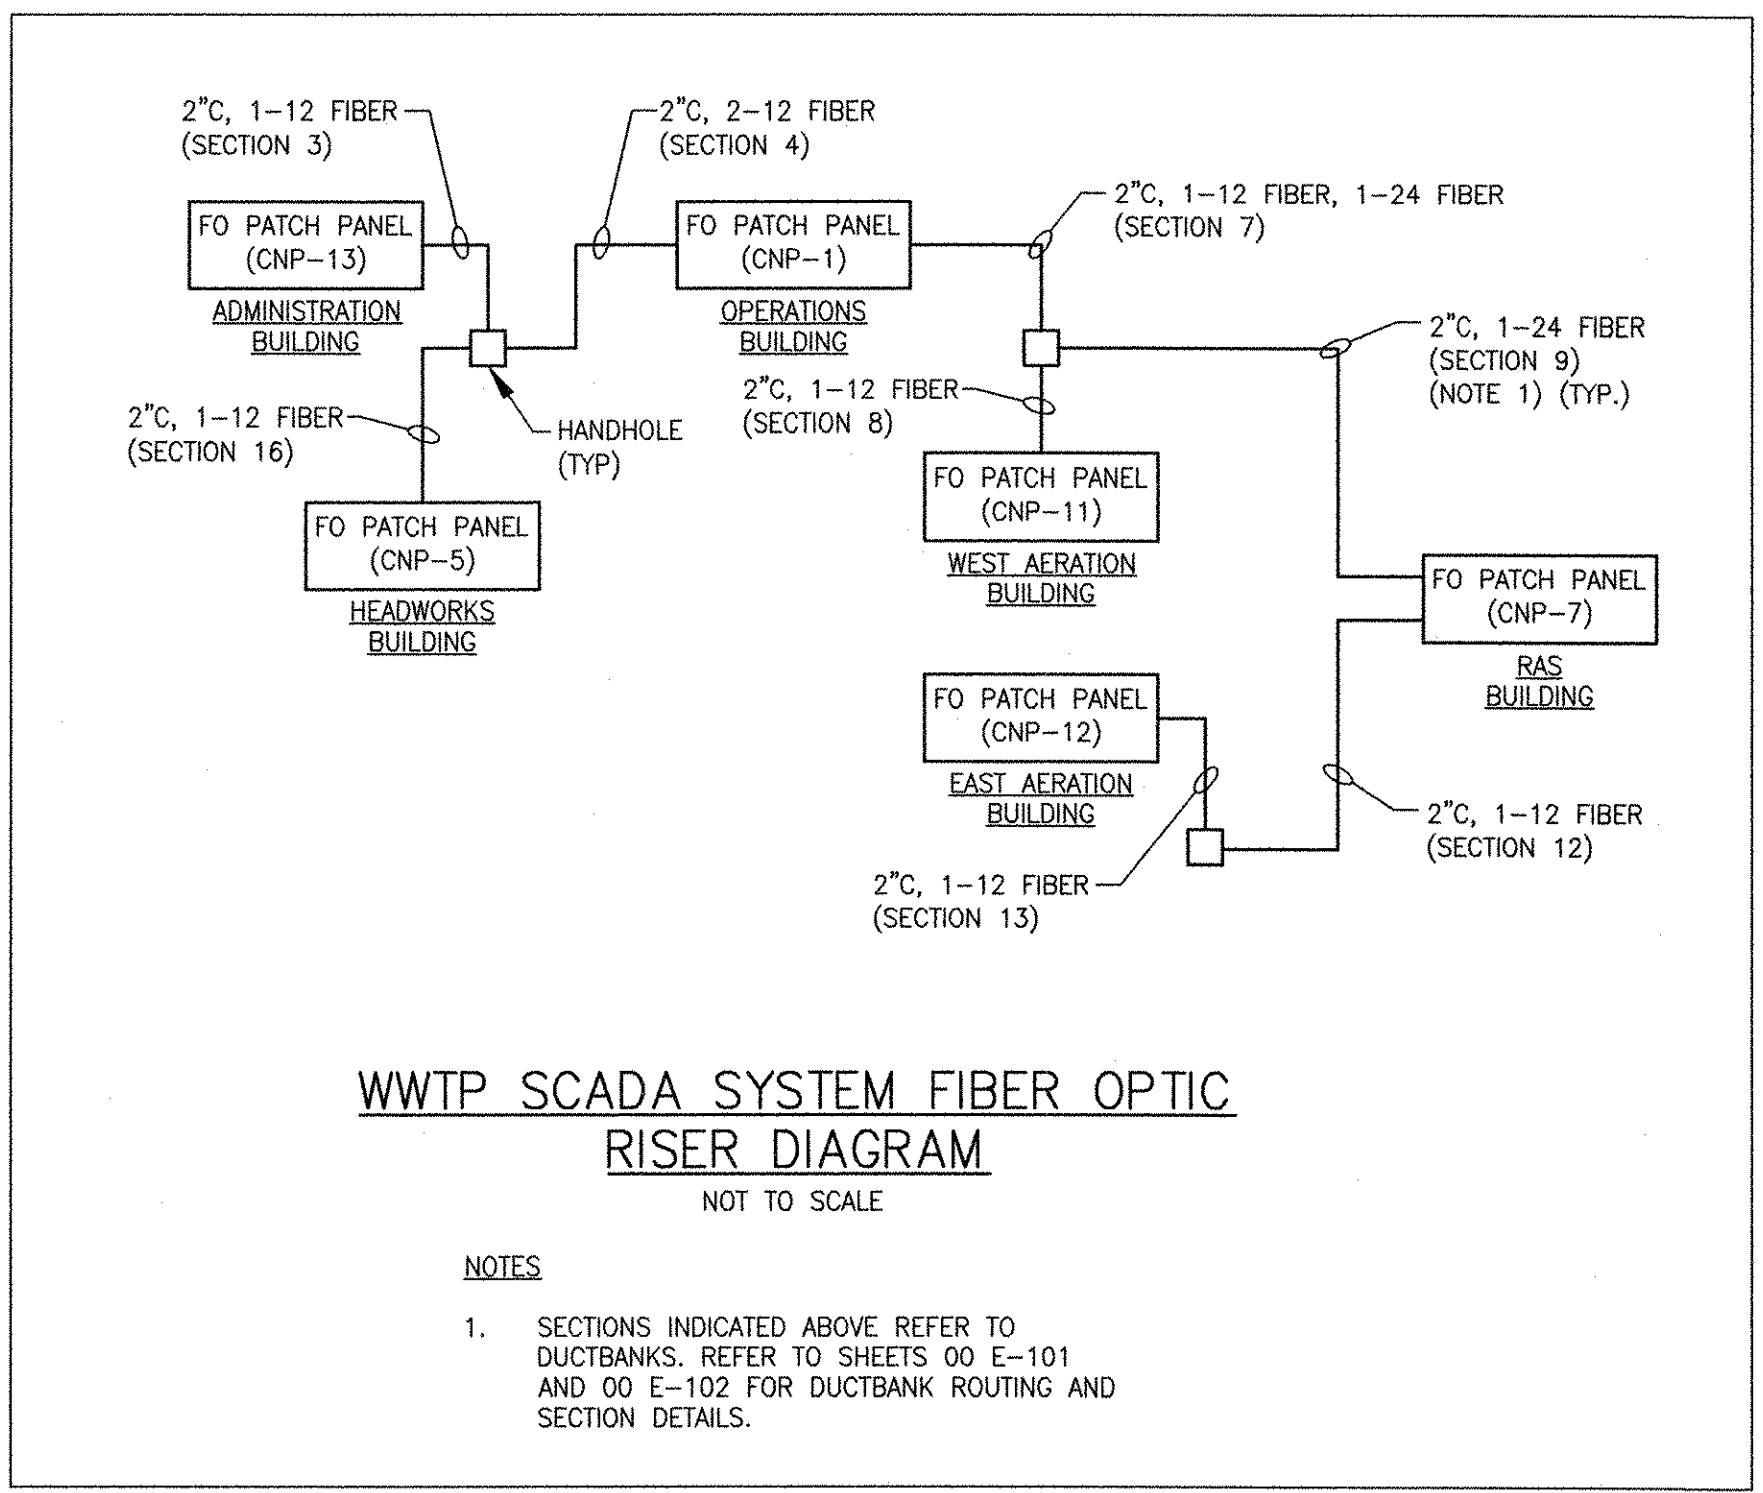 2"C, 1-12 FIBER
(SECTION 3)
2"C, 2-12 FIBER
(SECTION 4)
2"C, 1-12 FIBER, 1-24 FIBER
(SECTION 7)
FO PATCH PANEL
(CNP-13)
ADMINISTRATION
BUILDING
FO PATCH PANEL
(CNP-1)
OPERATIONS
BUILDING
2"C, 1-24 FIBER
(SECTION 9)
(NOTE 1) (TYP.)
2"C, 1-12 FIBER
(SECTION 16)
HANDHOLE
(TYP)
2"C, 1-12 FIBER
(SECTION 8)
FO PATCH PANEL
(CNP-5)
HEADWORKS
BUILDING
FO PATCH PANEL
(CNP-11)
WEST AERATION
BUILDING
FO PATCH PANEL
(CNP-7)
RAS
BUILDING
FO PATCH PANEL
(CNP-12)
EAST AERATION
BUILDING
2"C, 1-12 FIBER
(SECTION 12)
2"C, 1-12 FIBER
(SECTION 13)
WWTP SCADA SYSTEM FIBER OPTIC
RISER DIAGRAM
NOT TO SCALE
NOTES
1. SECTIONS INDICATED ABOVE REFER TO
DUCTBANKS. REFER TO SHEETS 00 E-101
AND 00 E-102 FOR DUCTBANK ROUTING AND
SECTION DETAILS.